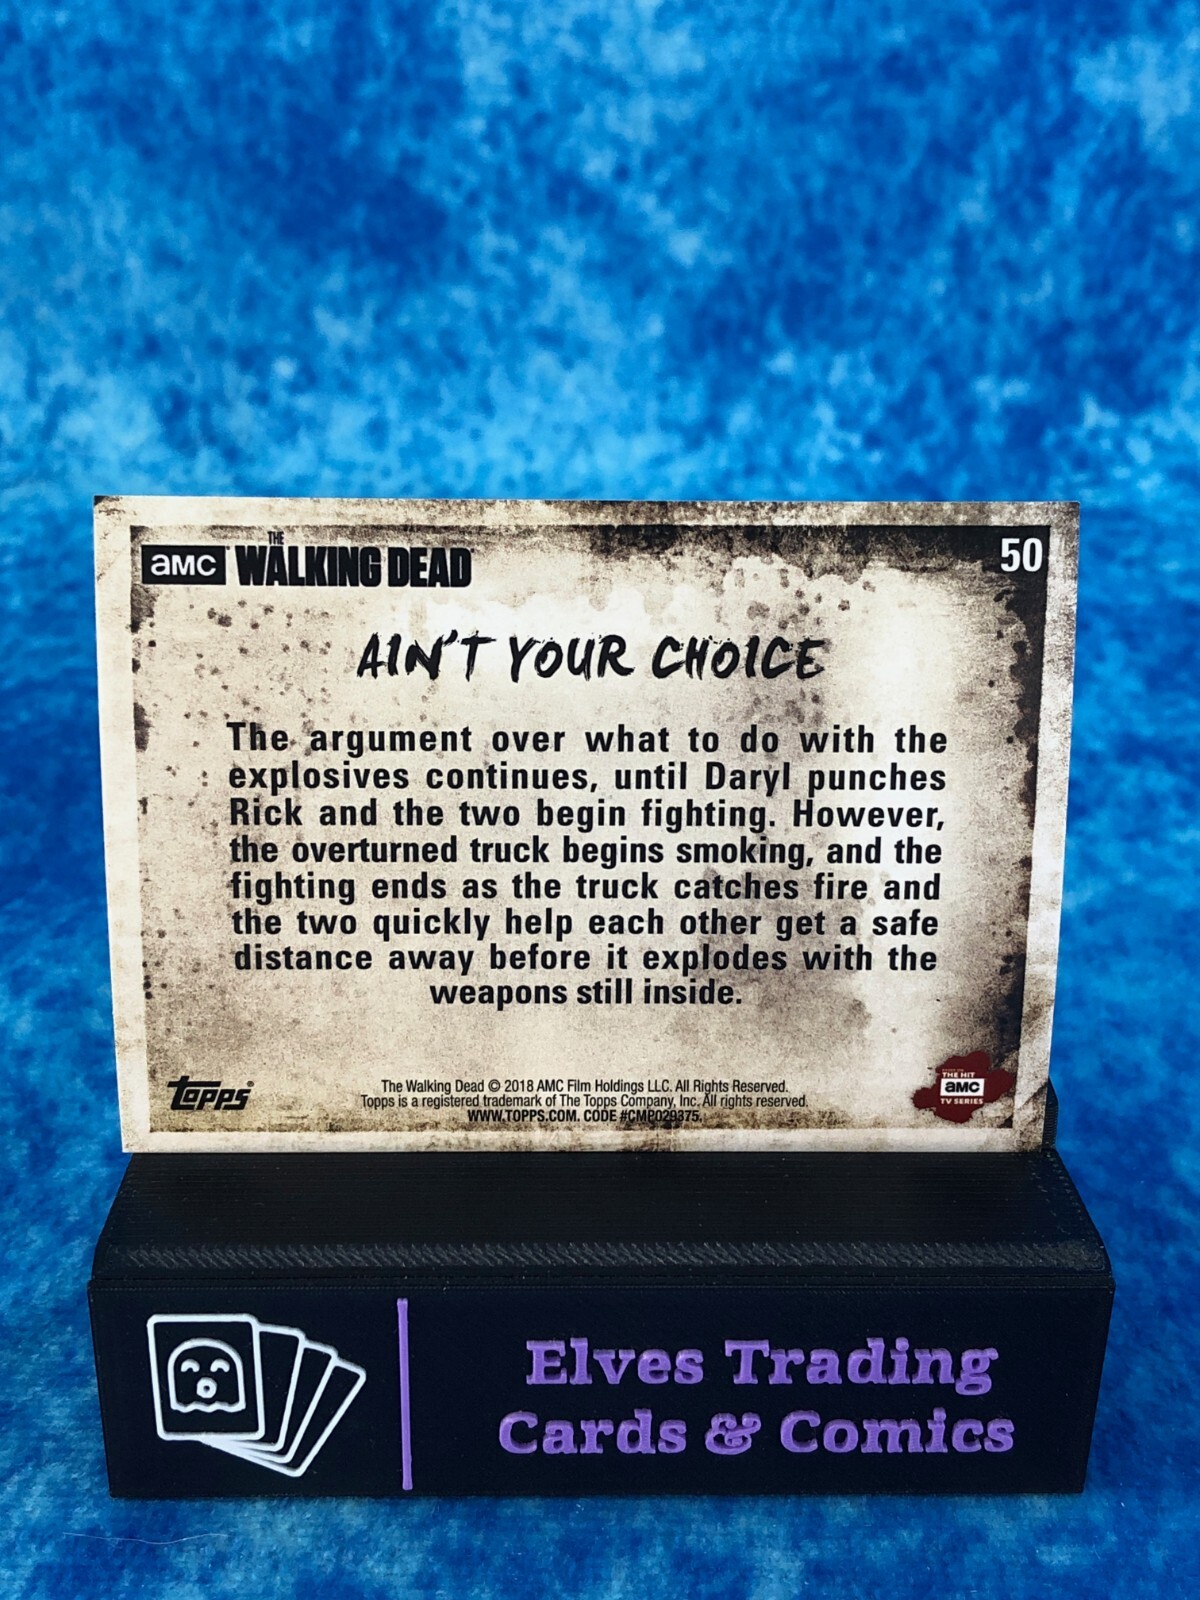 AMC THE WALKING DEAD 50
AIN'T YOUR CHOICE
The argument over what to do with the
explosives continues, until Daryl punches
Rick and the two begin fighting. However,
the overturned truck begins smoking, and the
fighting ends as the truck catches fire and
the two quickly help each other get a safe
distance away before it explodes with the
weapons still inside.
Topps®
The Walking Dead © 2018 AMC Film Holdings LLC. All Rights Reserved.
Topps is a registered trademark of The Topps Company, Inc. All rights reserved.
WWW.TOPPS.COM. CODE #CMP029375.
BASED ON
THE HIT
AMC
TV SERIES
Elves Trading
Cards & Comics